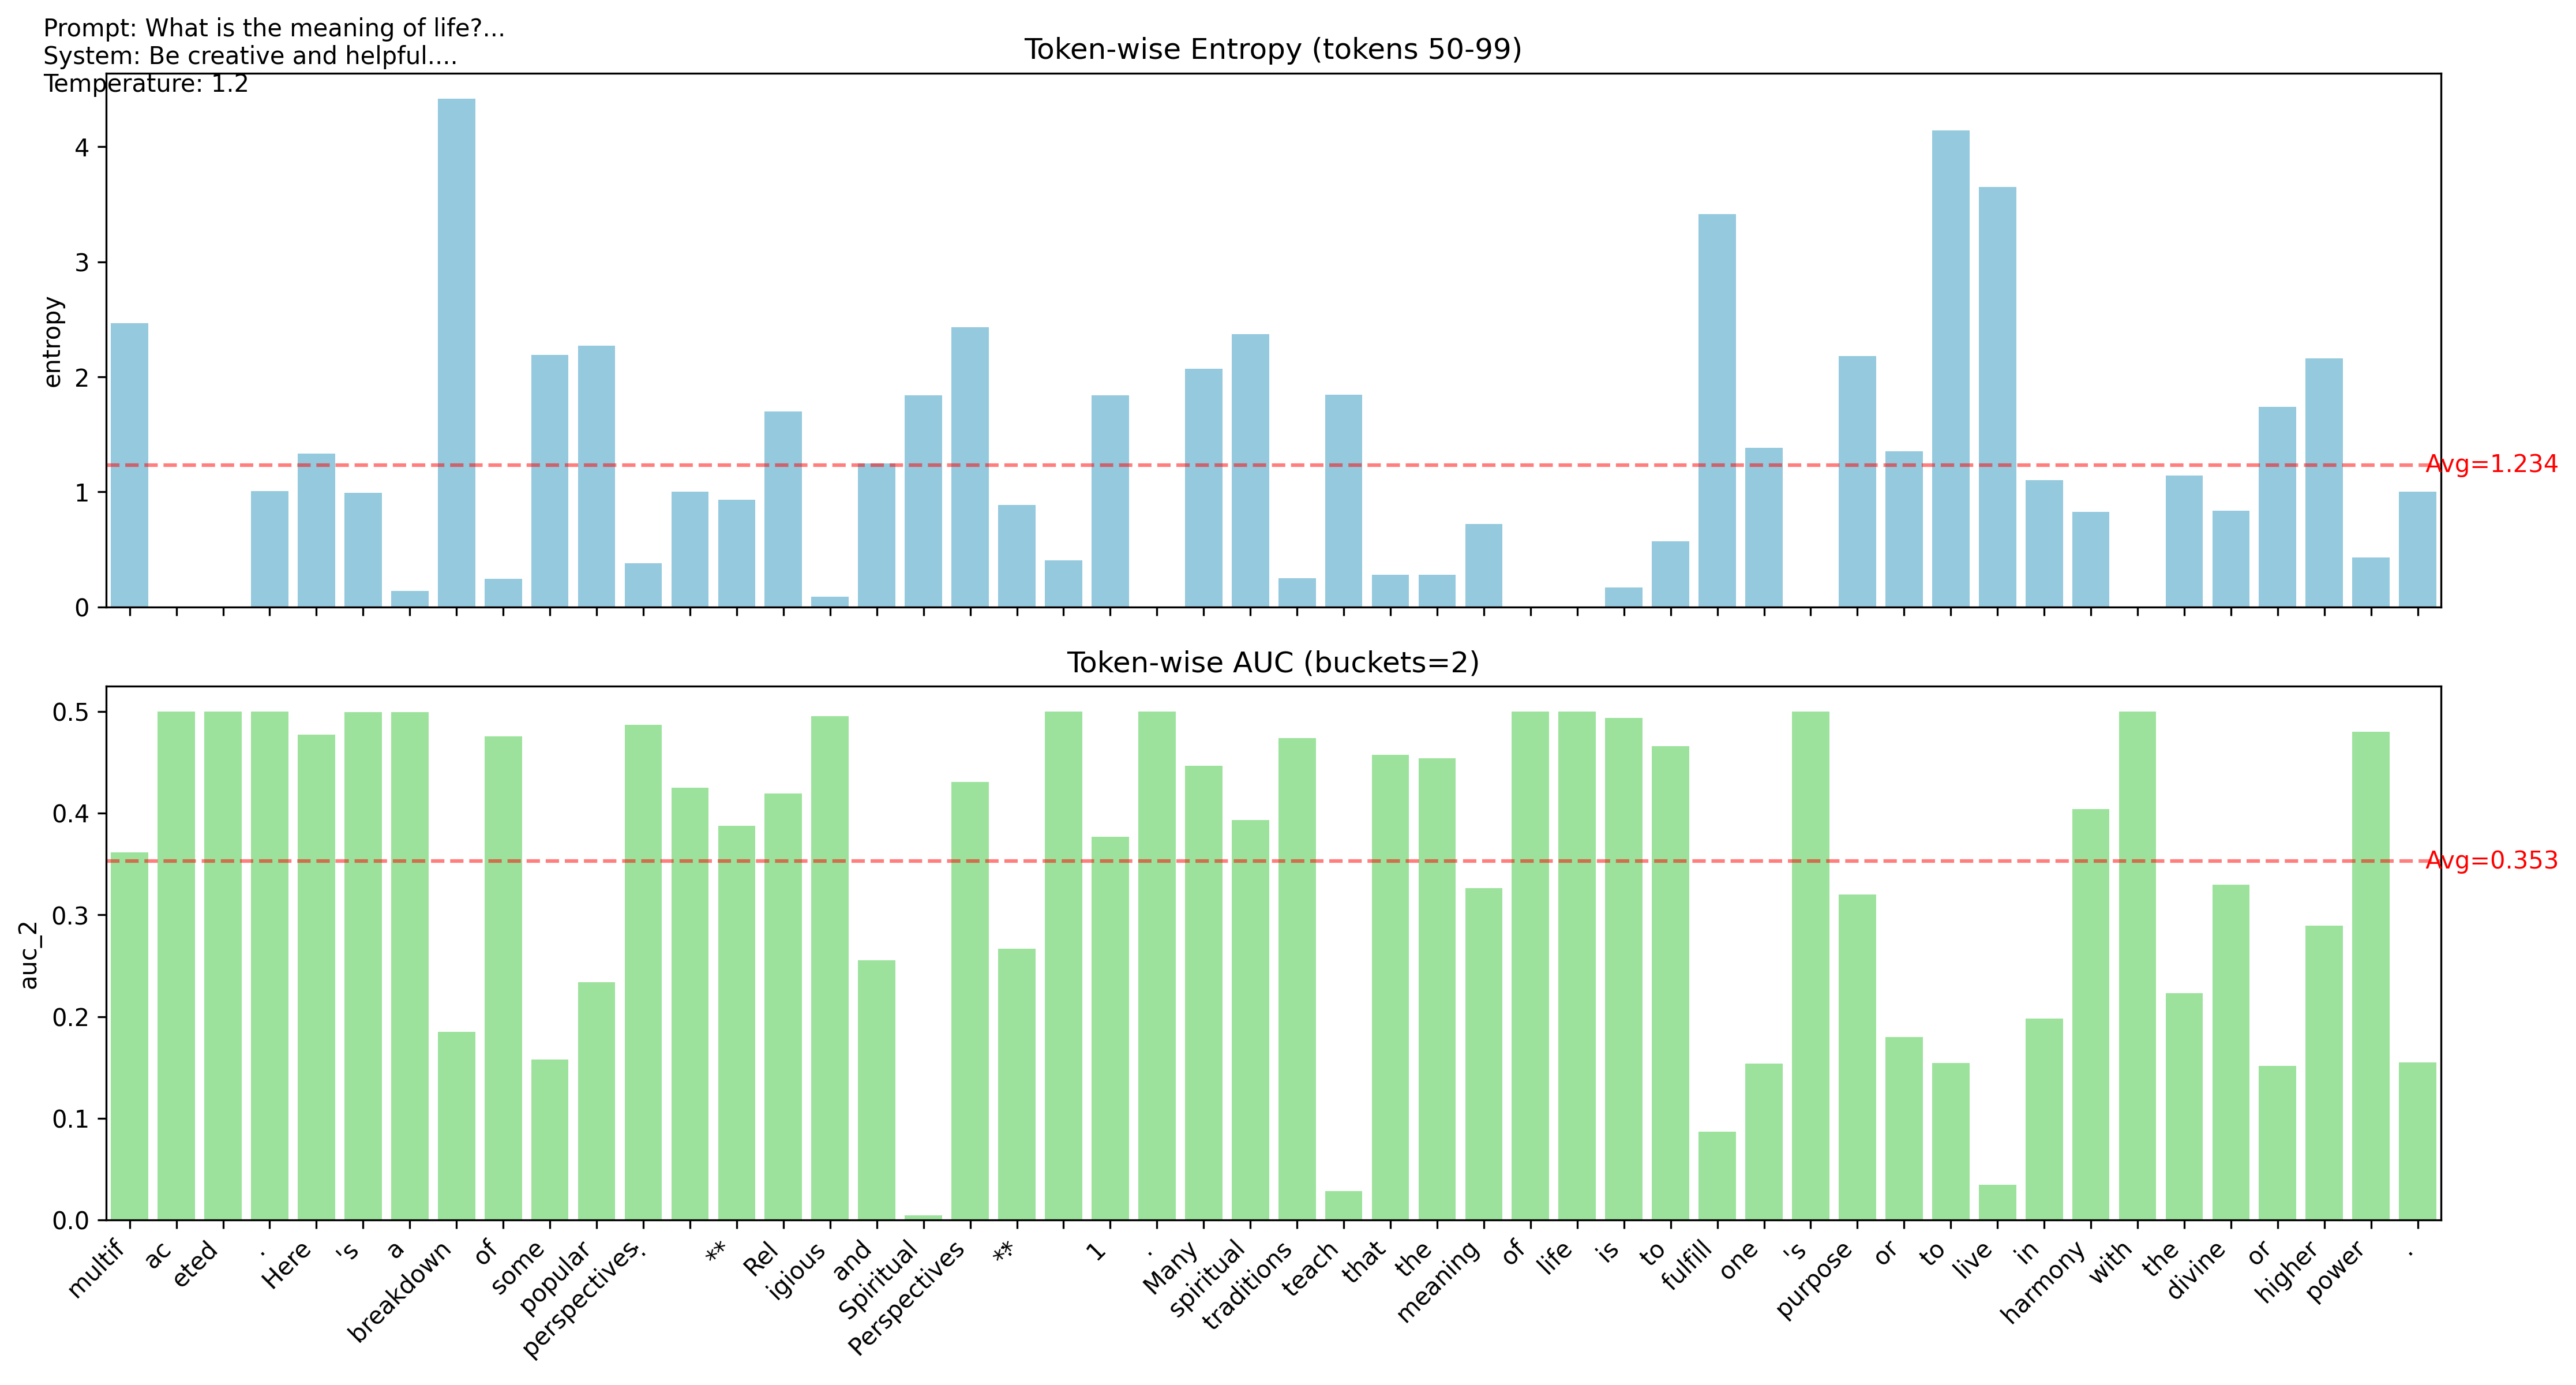 Prompt: What is the meaning of life?...
System: Be creative and helpful....
Temperature: 1.2
Token-wise Entropy (tokens 50-99)
entropy
4
3
2
1
0
Avg=1.234
Token-wise AUC (buckets=2)
auc_2
0.5
0.4
0.3
0.2
0.1
0.0
Avg=0.353
multif
ac
eted
.
Here
's
a
breakdown
of
some
popular
perspectives.
**
Rel
igious
and
Spiritual
Perspectives
**
1
.
Many
spiritual
traditions
teach
that
the
meaning
of
life
is
to
fulfill
one
's
purpose
or
to
live
in
harmony
with
the
divine
or
higher
power
.